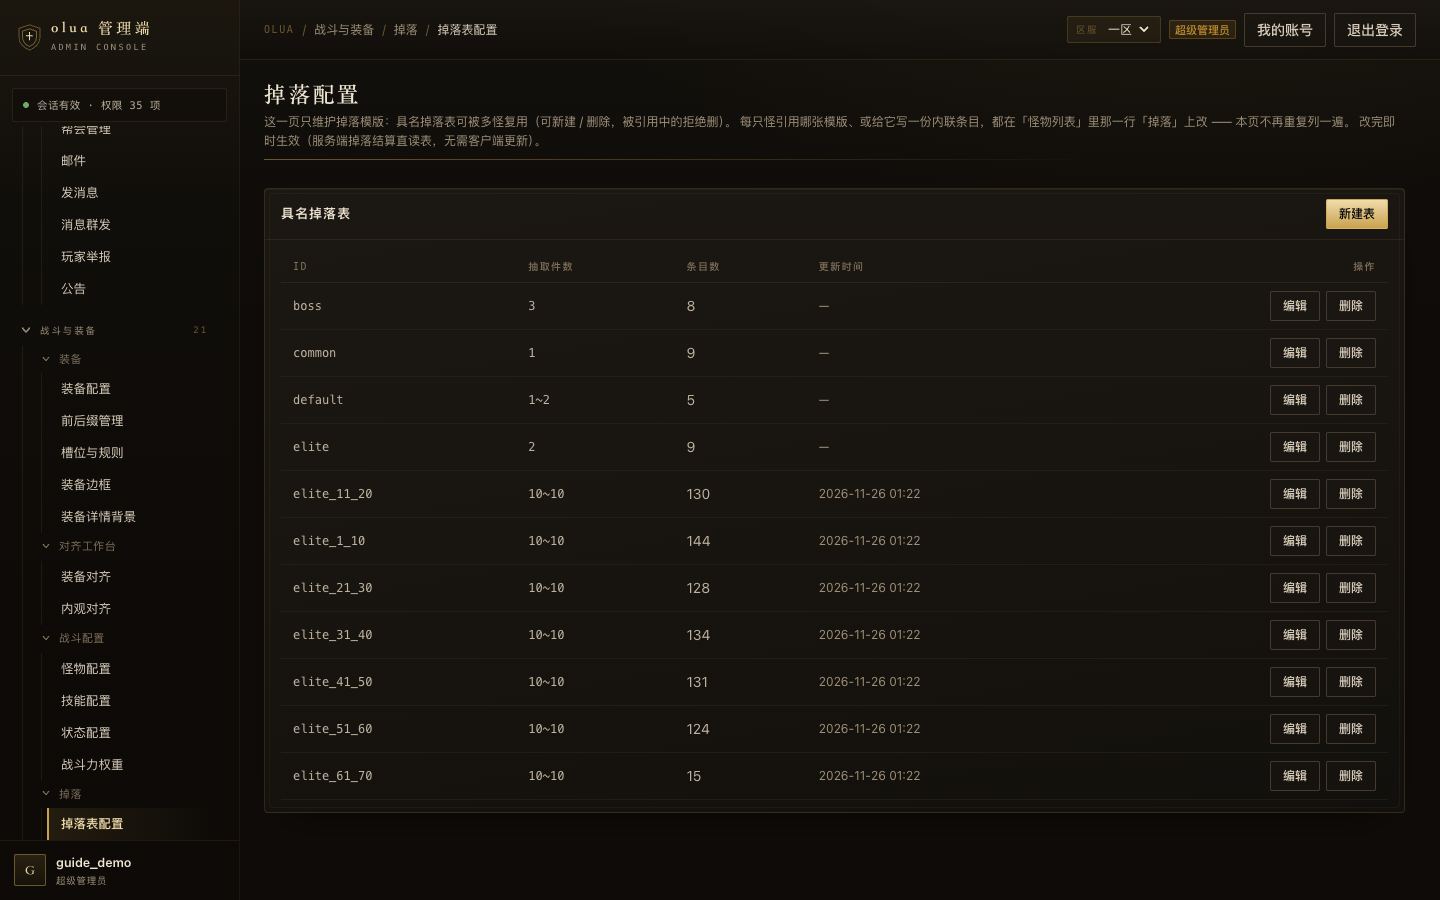 olua 管理端
ADMIN CONSOLE
会话有效 · 权限 35 项
帮会管理
邮件
发消息
消息群发
玩家举报
公告
战斗与装备 21
装备
装备配置
前后缀管理
槽位与规则
装备边框
装备详情背景
对齐工作台
装备对齐
内观对齐
战斗配置
怪物配置
技能配置
状态配置
战斗力权重
掉落
掉落表配置
G guide_demo
超级管理员
OLUA / 战斗与装备 / 掉落 / 掉落表配置
区服 一区 超级管理员 我的账号 退出登录
掉落配置
这一页只维护掉落模版：具名掉落表可被多怪复用（可新建 / 删除，被引用中的拒绝删）。 每只怪引用哪张模版、或给它写一份内联条目，都在「怪物列表」里那一行「掉落」上改 —— 本页不再重复列一遍。 改完即
时生效（服务端掉落结算直读表，无需客户端更新）。
具名掉落表 新建表
ID 抽取件数 条目数 更新时间 操作
boss 3 8 — 编辑 删除
common 1 9 — 编辑 删除
default 1~2 5 — 编辑 删除
elite 2 9 — 编辑 删除
elite_11_20 10~10 130 2026-11-26 01:22 编辑 删除
elite_1_10 10~10 144 2026-11-26 01:22 编辑 删除
elite_21_30 10~10 128 2026-11-26 01:22 编辑 删除
elite_31_40 10~10 134 2026-11-26 01:22 编辑 删除
elite_41_50 10~10 131 2026-11-26 01:22 编辑 删除
elite_51_60 10~10 124 2026-11-26 01:22 编辑 删除
elite_61_70 10~10 15 2026-11-26 01:22 编辑 删除